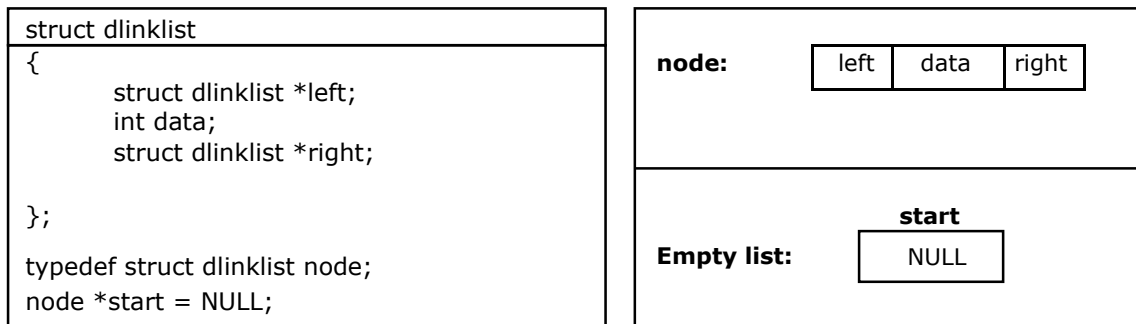 struct dlinklist
{
struct dlinklist *left;
int data;
struct dlinklist *right;
};
typedef struct dlinklist node;
node *start = NULL;
node: left data right
start
Empty list: NULL